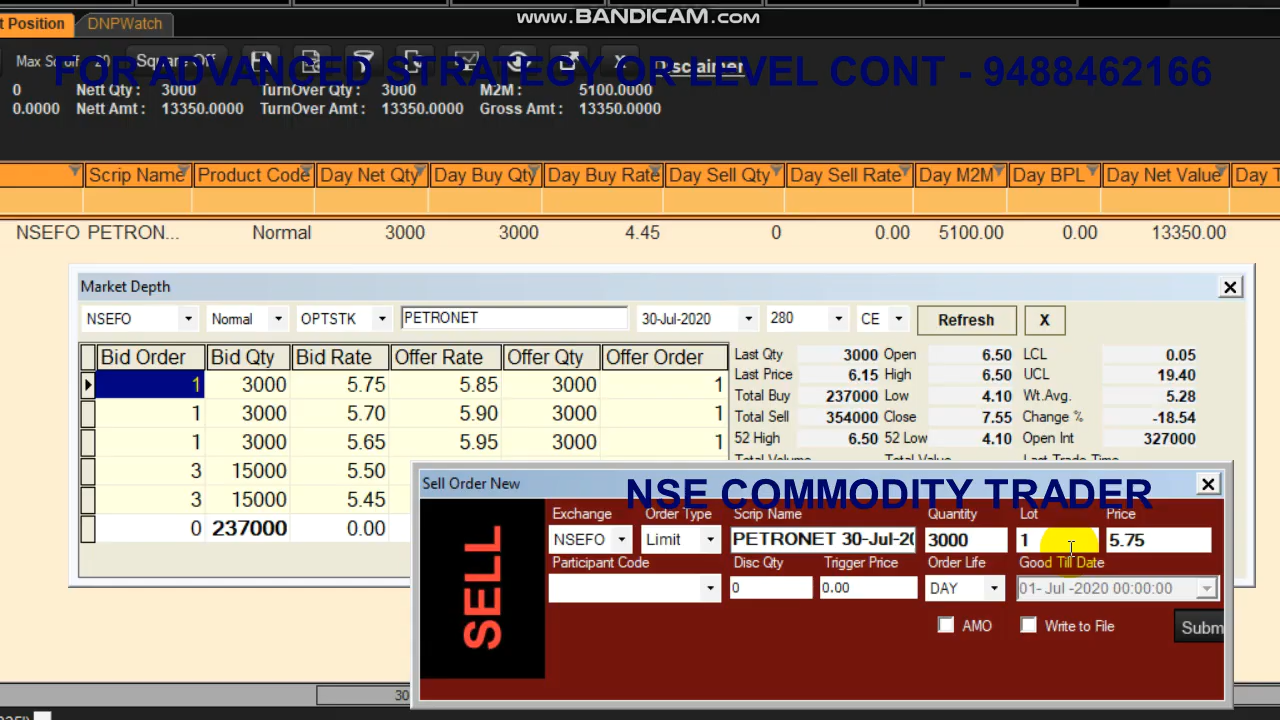 www.BANDICAM.com
t Position DNPWatch
Square Off Disclaimer
FOR ADVANCED STRATEGY OR LEVEL CONT - 9488462166
0 Nett Qty : 3000 TurnOver Qty : 3000 M2M : 5100.0000
0.0000 Nett Amt : 13350.0000 TurnOver Amt : 13350.0000 Gross Amt : 13350.0000
Scrip Name Product Code Day Net Qty Day Buy Qty Day Buy Rate Day Sell Qty Day Sell Rate Day M2M Day BPL Day Net Value Day T
NSEFO PETRON... Normal 3000 3000 4.45 0 0.00 5100.00 0.00 13350.00
Market Depth
NSEFO Normal OPTSTK PETRONET 30-Jul-2020 280 CE Refresh X
Bid Order Bid Qty Bid Rate Offer Rate Offer Qty Offer Order
1 3000 5.75 5.85 3000 1
1 3000 5.70 5.90 3000 1
1 3000 5.65 5.95 3000 1
3 15000 5.50
3 15000 5.45
0 237000 0.00
Last Qty 3000 Open 6.50 LCL 0.05
Last Price 6.15 High 6.50 UCL 19.40
Total Buy 237000 Low 4.10 Wt.Avg. 5.28
Total Sell 354000 Close 7.55 Change % -18.54
52 High 6.50 52 Low 4.10 Open Int 327000
Total Volume Total Value Last Trade Time
Sell Order New
NSE COMMODITY TRADER
SELL
Exchange Order Type Scrip Name Quantity Lot Price
NSEFO Limit PETRONET 30-Jul-20 3000 1 5.75
Participant Code Disc Qty Trigger Price Order Life Good Till Date
0 0.00 DAY 01- Jul -2020 00:00:00
AMO Write to File Subm
30